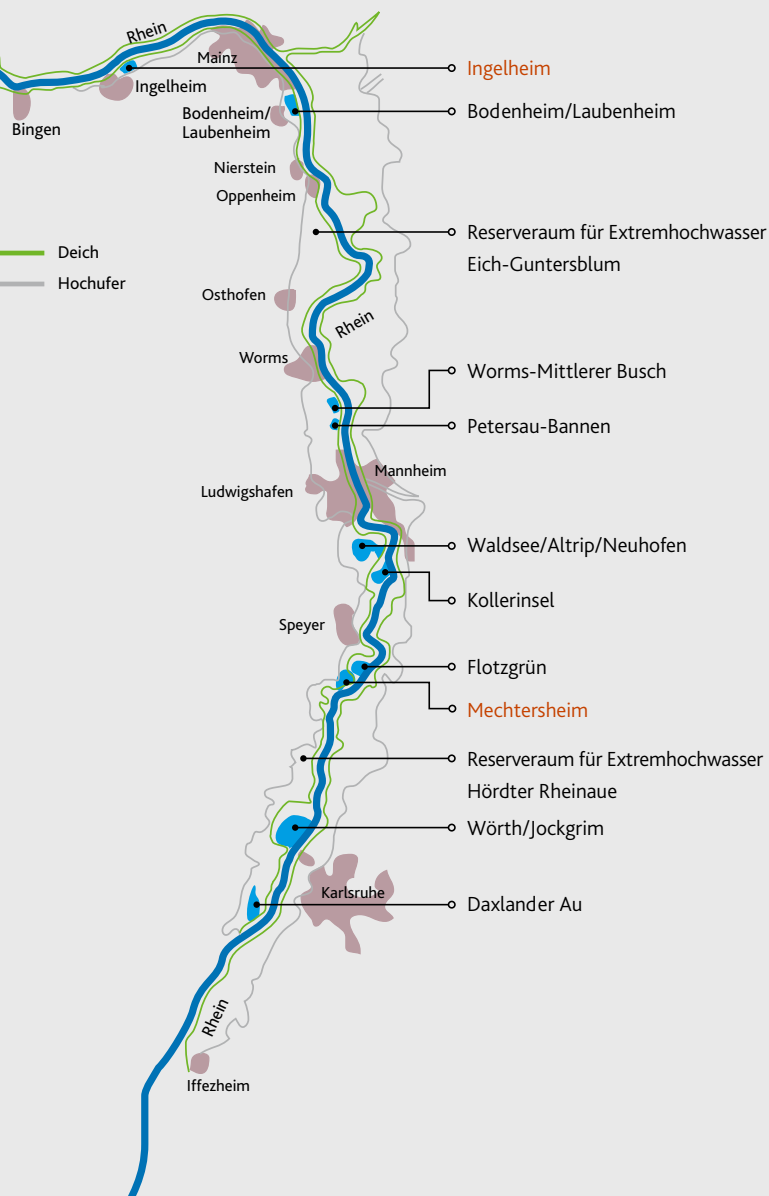 Rhein
Mainz
Ingelheim
Ingelheim
Bingen
Bodenheim/
Laubenheim
Bodenheim/Laubenheim
Nierstein
Oppenheim
Reserveraum für Extremhochwasser
Eich-Guntersblum
Deich
Hochufer
Osthofen
Rhein
Worms
Worms-Mittlerer Busch
Petersau-Bannen
Mannheim
Ludwigshafen
Waldsee/Altrip/Neuhofen
Kollerinsel
Speyer
Flotzgrün
Mechtersheim
Reserveraum für Extremhochwasser
Hördter Rheinaue
Wörth/Jockgrim
Karlsruhe
Daxlander Au
Rhein
Iffezheim